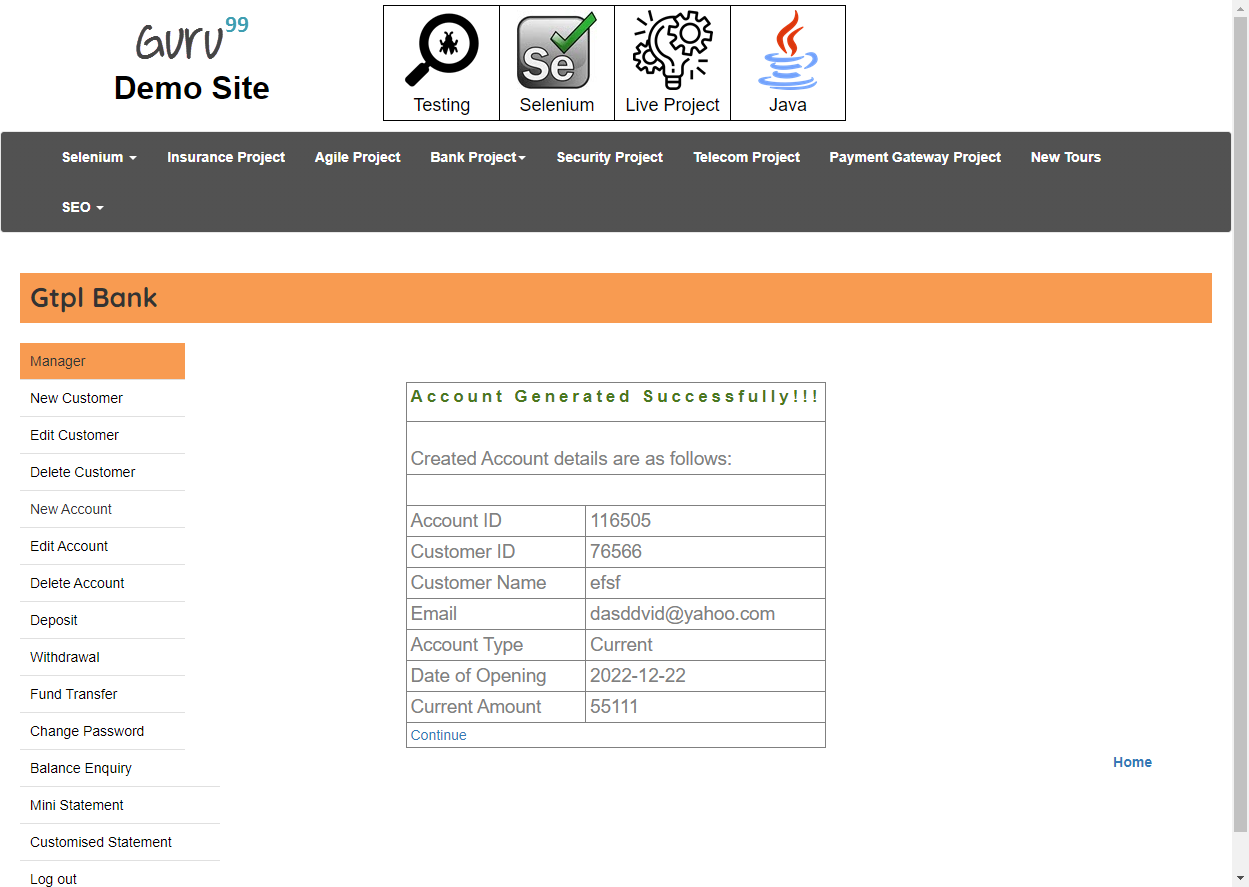 Guru99
Demo Site
Testing
Selenium
Se
Live Project
Java
Selenium
Insurance Project
Agile Project
Bank Project
Security Project
Telecom Project
Payment Gateway Project
New Tours
SEO
Gtpl Bank
Manager
New Customer
Edit Customer
Delete Customer
New Account
Edit Account
Delete Account
Deposit
Withdrawal
Fund Transfer
Change Password
Balance Enquiry
Mini Statement
Customised Statement
Log out
Account Generated Successfully!!!
Created Account details are as follows:
Account ID 116505
Customer ID 76566
Customer Name efsf
Email dasddvid@yahoo.com
Account Type Current
Date of Opening 2022-12-22
Current Amount 55111
Continue
Home